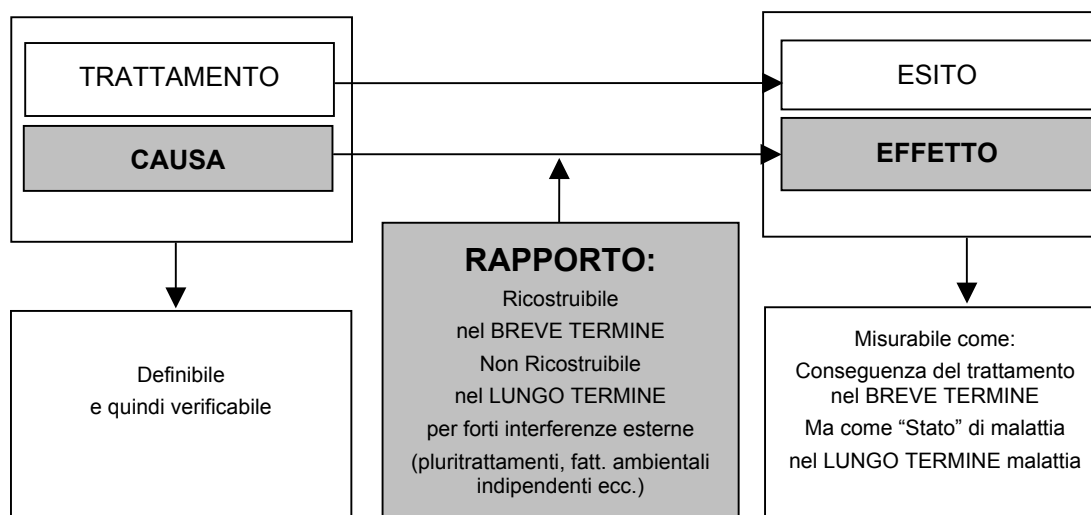 TRATTAMENTO
ESITO
CAUSA
EFFETTO
RAPPORTO:
Ricostruibile
nel BREVE TERMINE
Non Ricostruibile
nel LUNGO TERMINE
per forti interferenze esterne
(pluritrattamenti, fatt. ambientali
indipendenti ecc.)
Definibile
e quindi verificabile
Misurabile come:
Conseguenza del trattamento
nel BREVE TERMINE
Ma come “Stato” di malattia
nel LUNGO TERMINE malattia